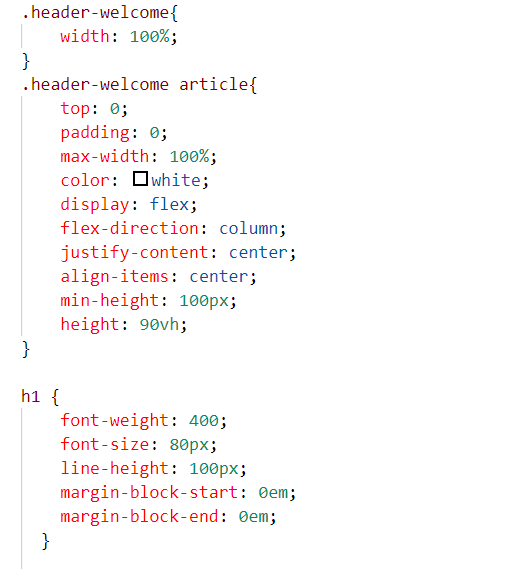 .header-welcome{
    width: 100%;
}
.header-welcome article{
    top: 0;
    padding: 0;
    max-width: 100%;
    color: white;
    display: flex;
    flex-direction: column;
    justify-content: center;
    align-items: center;
    min-height: 100px;
    height: 90vh;
}

h1 {
    font-weight: 400;
    font-size: 80px;
    line-height: 100px;
    margin-block-start: 0em;
    margin-block-end: 0em;
  }